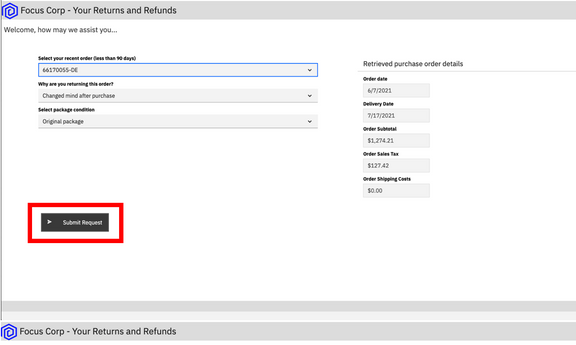 Focus Corp - Your Returns and Refunds
Welcome, how may we assist you...
Select your recent order (less than 90 days)
66170055-DE
Why are you returning this order?
Changed mind after purchase
Select package condition
Original package
Submit Request
Retrieved purchase order details
Order date
6/7/2021
Delivery Date
7/17/2021
Order Subtotal
$1,274.21
Order Sales Tax
$127.42
Order Shipping Costs
$0.00
Focus Corp - Your Returns and Refunds